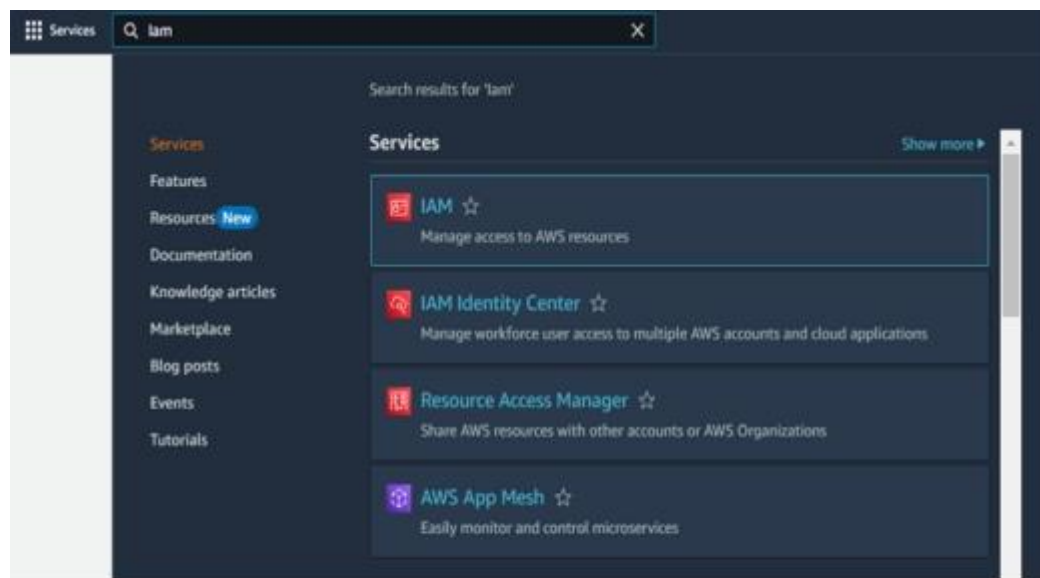 Services
Iam
Search results for 'Iam'
Services
Features
Resources New
Documentation
Knowledge articles
Marketplace
Blog posts
Events
Tutorials
Services
Show more
IAM
Manage access to AWS resources
IAM Identity Center
Manage workforce user access to multiple AWS accounts and cloud applications
Resource Access Manager
Share AWS resources with other accounts or AWS Organizations
AWS App Mesh
Easily monitor and control microservices